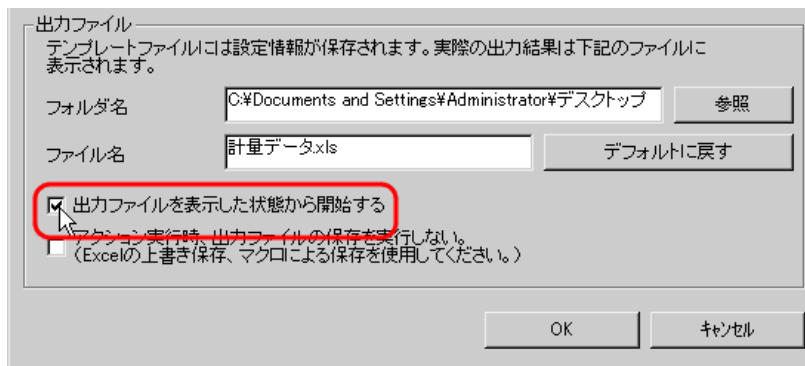 出力ファイル
テンプレートファイルには設定情報が保存されます。実際の出力結果は下記のファイルに
表示されます。
フォルダ名
C:¥Documents and Settings¥Administrator¥デスクトップ
参照
ファイル名
計量データ.xls
デフォルトに戻す
出力ファイルを表示した状態から開始する
アクション実行時、出力ファイルの保存を実行しない。
（Excelの上書き保存、マクロによる保存を使用してください。）
OK
キャンセル